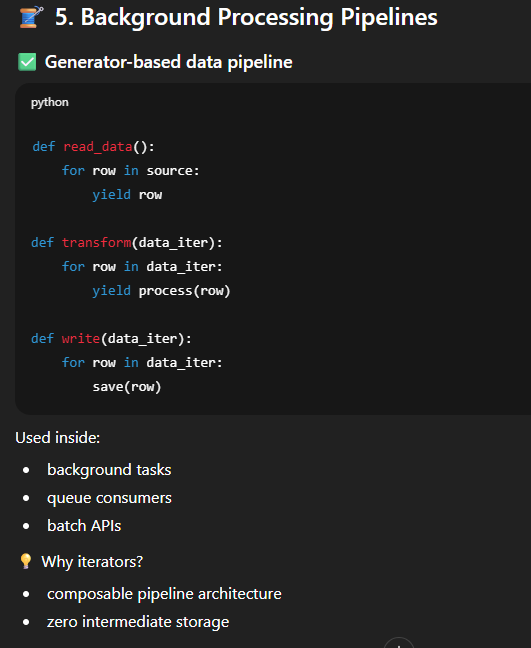 🧵 5. Background Processing Pipelines
✅ Generator-based data pipeline
python
def read_data():
    for row in source:
        yield row
def transform(data_iter):
    for row in data_iter:
        yield process(row)
def write(data_iter):
    for row in data_iter:
        save(row)
Used inside:
• background tasks
• queue consumers
• batch APIs
💡 Why iterators?
• composable pipeline architecture
• zero intermediate storage